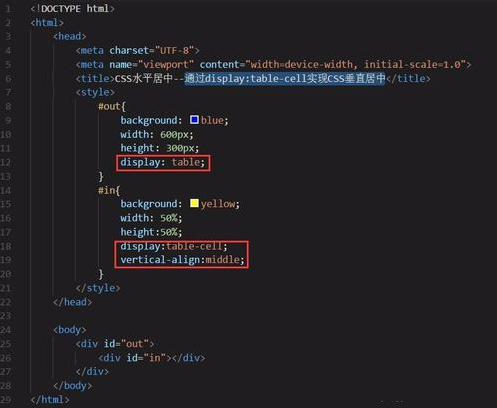 1 <!DOCTYPE html>
2 <html>
3 <head>
4 <meta charset="UTF-8">
5 <meta name="viewport" content="width=device-width, initial-scale=1.0">
6 <title>CSS水平居中--通过display:table-cell实现CSS垂直居中</title>
7 <style>
8 #out{
9 background: blue;
10 width: 600px;
11 height: 300px;
12 display: table;
13 }
14 #in{
15 background: yellow;
16 width: 50%;
17 height:50%;
18 display:table-cell;
19 vertical-align:middle;
20 }
21 </style>
22 </head>
23
24 <body>
25 <div id="out">
26 <div id="in"></div>
27 </div>
28 </body>
29 </html>